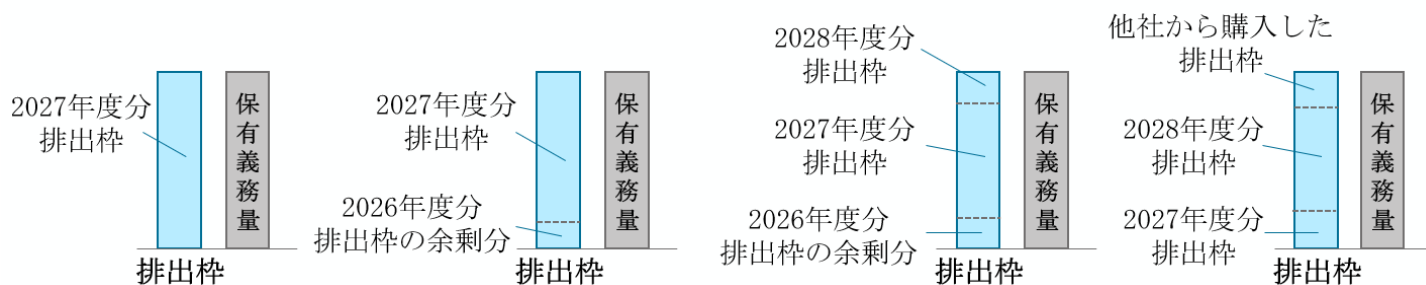 2027年度分
排出枠
保有義務量
排出枠
2027年度分
排出枠
2026年度分
排出枠の余剰分
保有義務量
排出枠
2028年度分
排出枠
2027年度分
排出枠
2026年度分
排出枠の余剰分
保有義務量
排出枠
他社から購入した
排出枠
2028年度分
排出枠
2027年度分
排出枠
保有義務量
排出枠